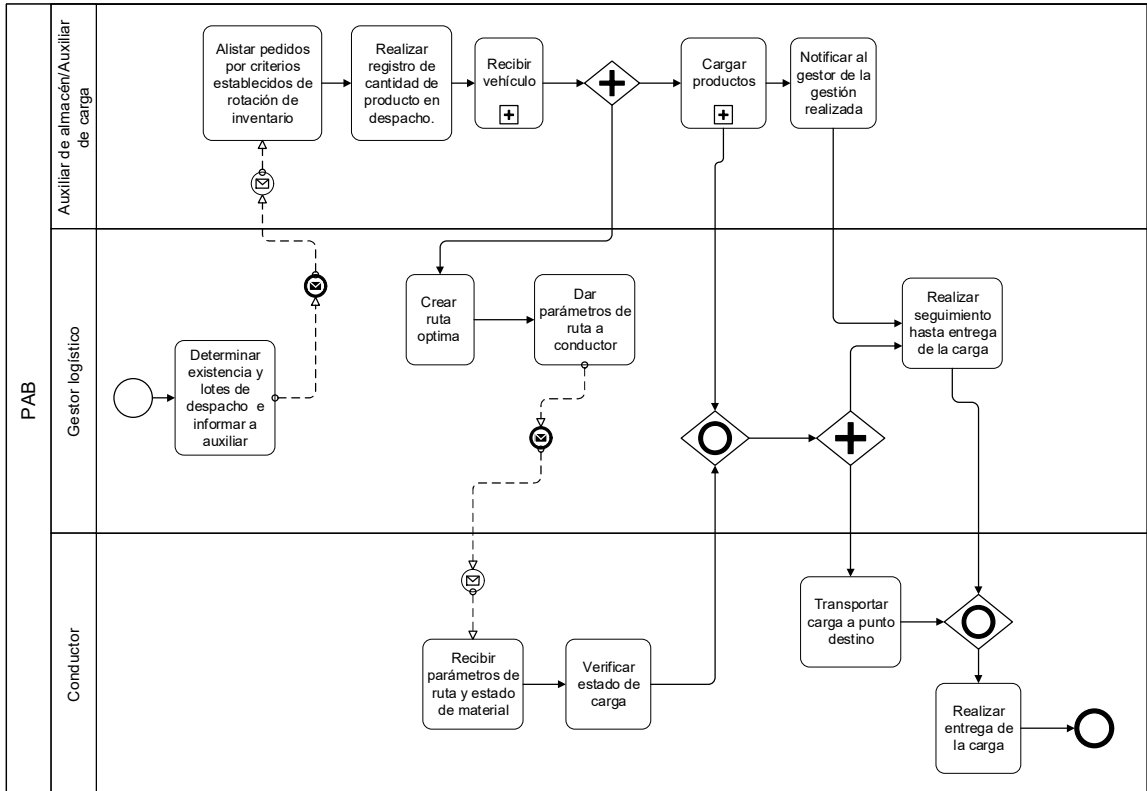 PAB
Auxiliar de almacén/Auxiliar
de carga
Alistar pedidos
por criterios
establecidos de
rotación de
inventario
Realizar
registro de
cantidad de
producto en
despacho.
Recibir
vehículo
Cargar
productos
Notificar al
gestor de la
gestión
realizada
Gestor logístico
Determinar
existencia y
lotes de
despacho e
informar a
auxiliar
Crear
ruta
optima
Dar
parámetros de
ruta a
conductor
Realizar
seguimiento
hasta entrega
de la carga
Conductor
Recibir
parámetros de
ruta y estado
de material
Verificar
estado de
carga
Transportar
carga a punto
destino
Realizar
entrega de
la carga